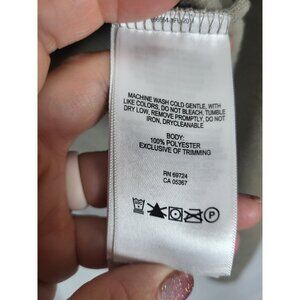 MACHINE WASH COLD GENTLE, WITH
LIKE COLORS, DO NOT BLEACH, TUMBLE
DRY LOW, REMOVE PROMPTLY, DO NOT
IRON, DRYCLEANABLE
BODY:
100% POLYESTER
EXCLUSIVE OF TRIMMING
RN 69724
CA 05367
P